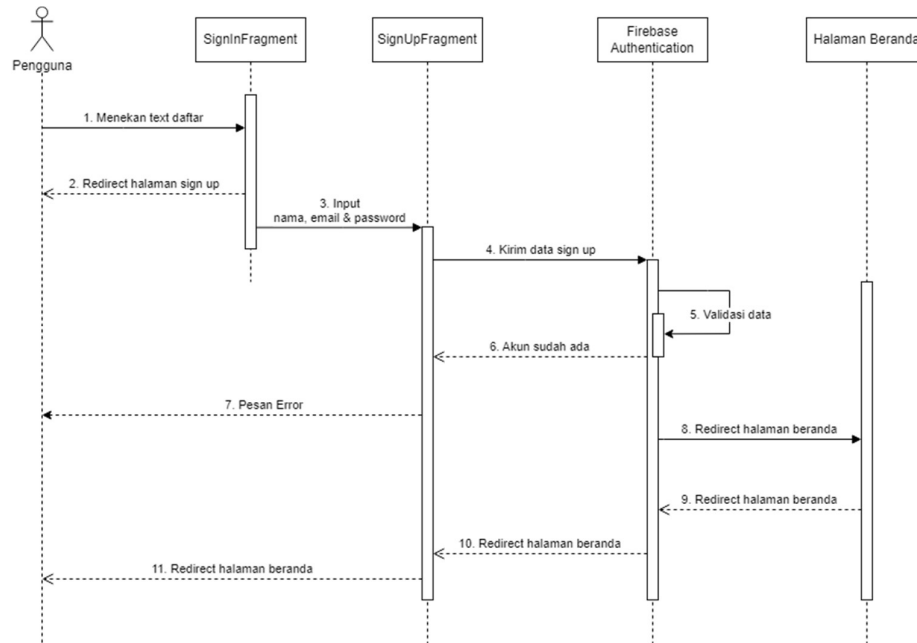 Pengguna
SignInFragment
SignUpFragment
Firebase
Authentication
Halaman Beranda
1. Menekan text daftar
2. Redirect halaman sign up
3. Input
nama, email & password
4. Kirim data sign up
5. Validasi data
6. Akun sudah ada
7. Pesan Error
8. Redirect halaman beranda
9. Redirect halaman beranda
10. Redirect halaman beranda
11. Redirect halaman beranda